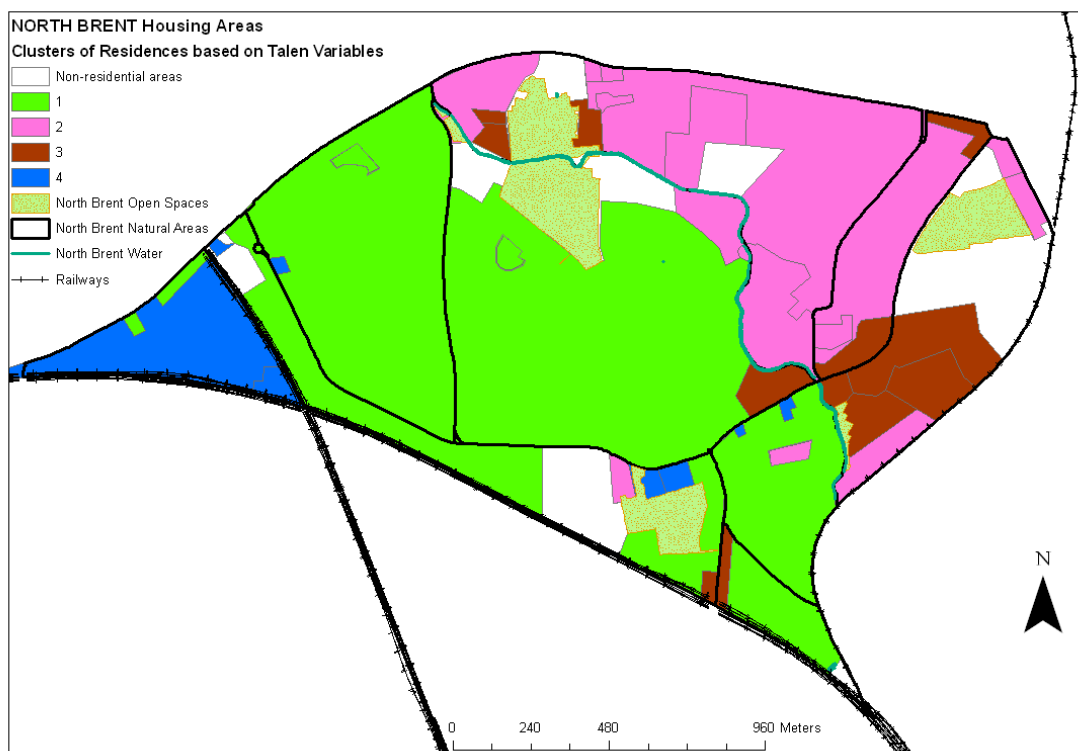 NORTH BRENT Housing Areas
Clusters of Residences based on Talen Variables
Non-residential areas
1
2
3
4
North Brent Open Spaces
North Brent Natural Areas
North Brent Water
Railways
N
0 240 480 960 Meters